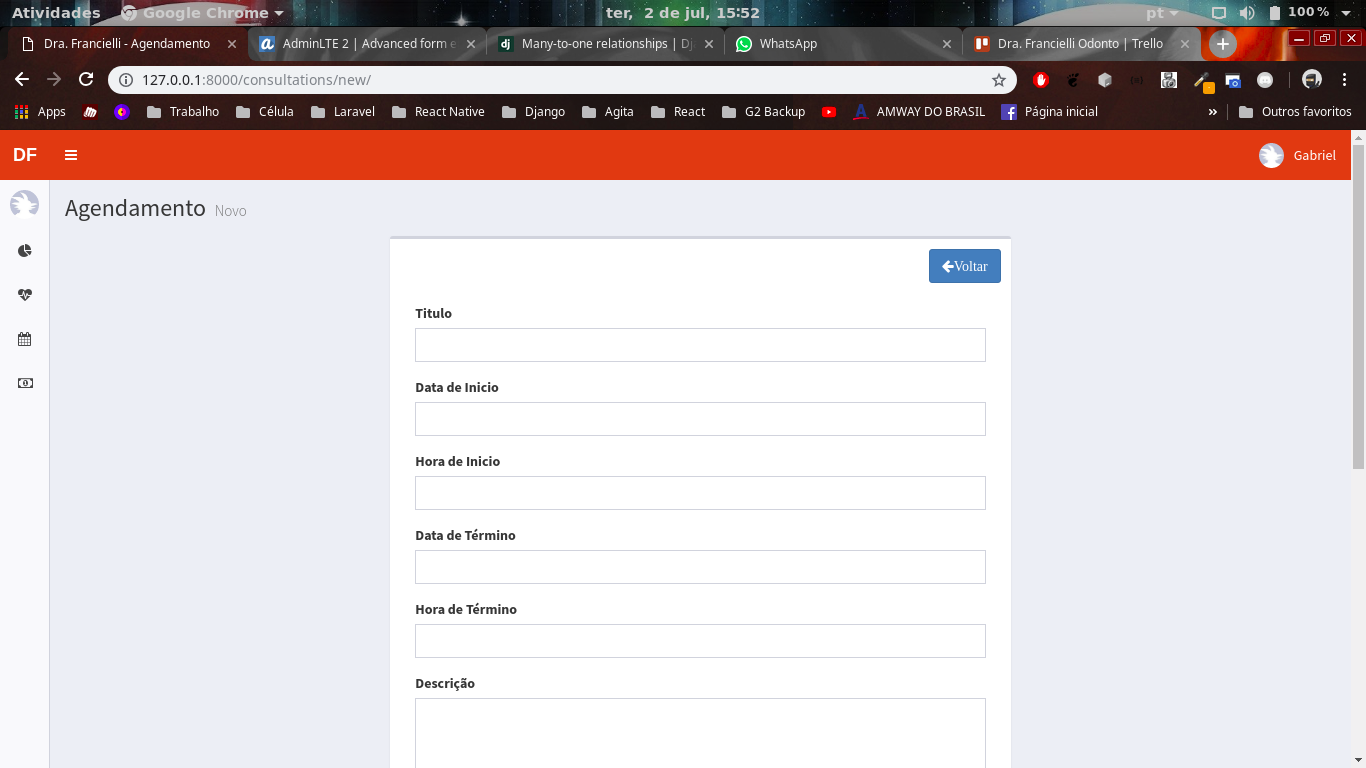 Atividades Google Chrome ter, 2 de jul, 15:52 pt 100 %
Dra. Francielli - Agendamento AdminLTE 2 | Advanced form e Many-to-one relationships | Dj WhatsApp Dra. Francielli Odonto | Trello
127.0.0.1:8000/consultations/new/
Apps Trabalho Célula Laravel React Native Django Agita React G2 Backup AMWAY DO BRASIL Página inicial » Outros favoritos
DF Gabriel
Agendamento Novo
Voltar
Titulo
Data de Inicio
Hora de Inicio
Data de Término
Hora de Término
Descrição